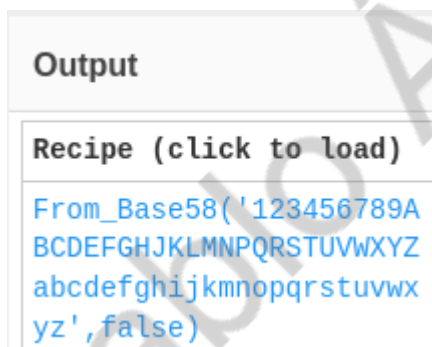 Output
Recipe (click to load)
From_Base58('123456789A
BCDEFGHJKLMNPQRSTUVWXYZ
abcdefghijkmnopqrstuvwx
yz',false)